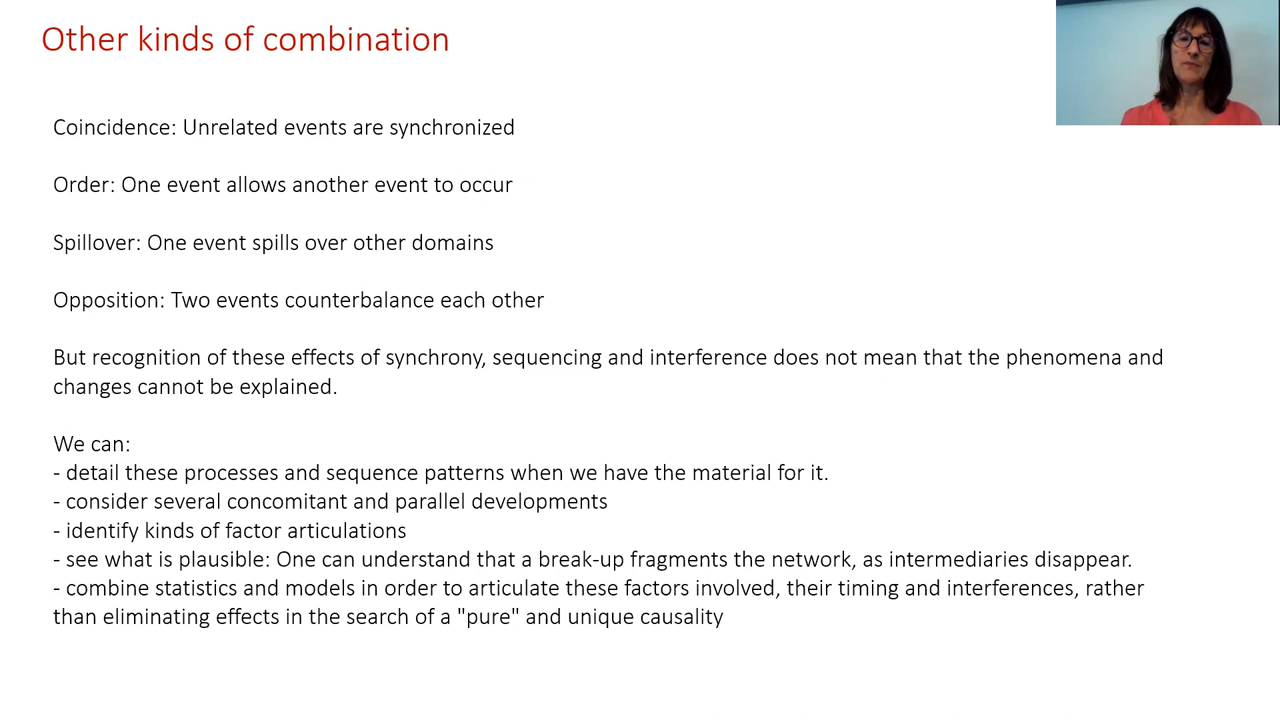 Other kinds of combination
Coincidence: Unrelated events are synchronized
Order: One event allows another event to occur
Spillover: One event spills over other domains
Opposition: Two events counterbalance each other
But recognition of these effects of synchrony, sequencing and interference does not mean that the phenomena and
changes cannot be explained.
We can:
- detail these processes and sequence patterns when we have the material for it.
- consider several concomitant and parallel developments
- identify kinds of factor articulations
- see what is plausible: One can understand that a break-up fragments the network, as intermediaries disappear.
- combine statistics and models in order to articulate these factors involved, their timing and interferences, rather
than eliminating effects in the search of a "pure" and unique causality